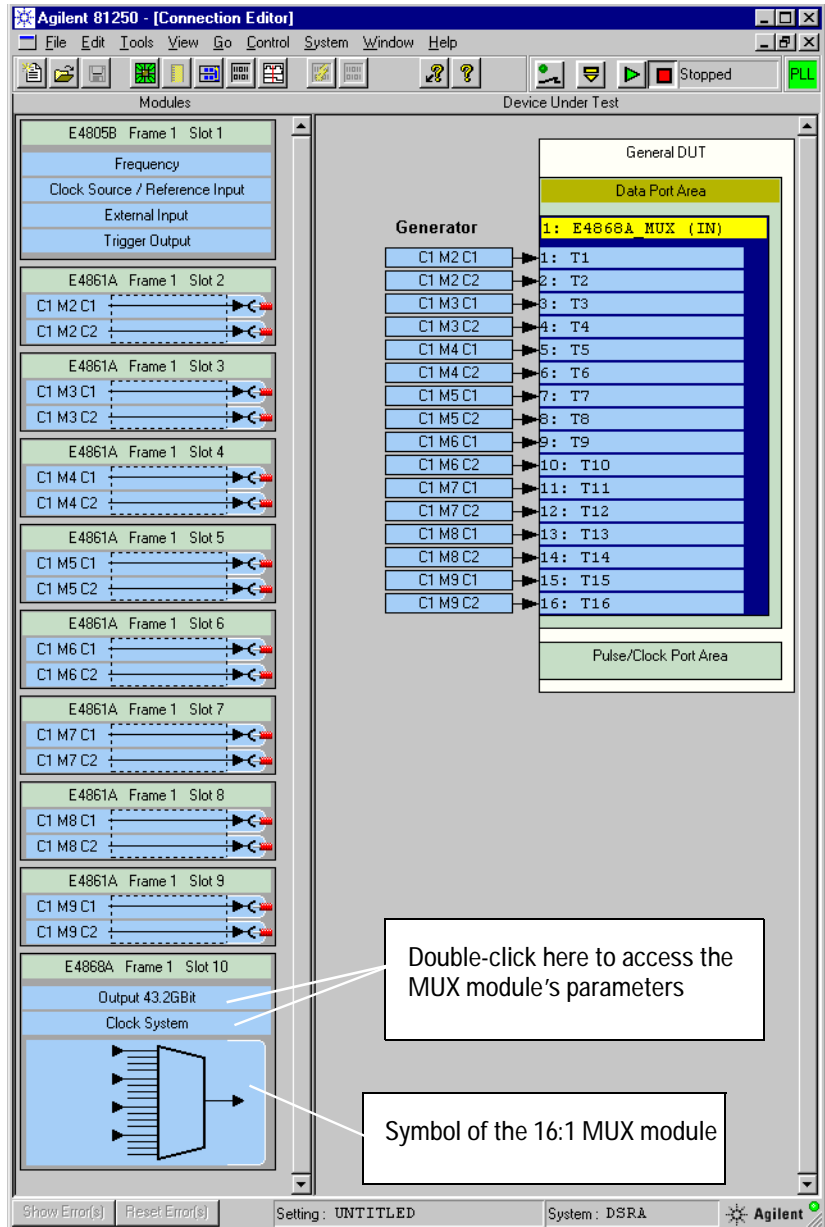 Agilent 81250 - [Connection Editor]
File Edit Tools View Go Control System Window Help
Stopped
PLL
Modules
Device Under Test
E4805B Frame 1 Slot 1
Frequency
Clock Source / Reference Input
External Input
Trigger Output
E4861A Frame 1 Slot 2
C1 M2 C1
C1 M2 C2
E4861A Frame 1 Slot 3
C1 M3 C1
C1 M3 C2
E4861A Frame 1 Slot 4
C1 M4 C1
C1 M4 C2
E4861A Frame 1 Slot 5
C1 M5 C1
C1 M5 C2
E4861A Frame 1 Slot 6
C1 M6 C1
C1 M6 C2
E4861A Frame 1 Slot 7
C1 M7 C1
C1 M7 C2
E4861A Frame 1 Slot 8
C1 M8 C1
C1 M8 C2
E4861A Frame 1 Slot 9
C1 M9 C1
C1 M9 C2
E4868A Frame 1 Slot 10
Output 43.2GBit
Clock System
General DUT
Data Port Area
Generator
1: E4868A_MUX (IN)
C1 M2 C1 1: T1
C1 M2 C2 2: T2
C1 M3 C1 3: T3
C1 M3 C2 4: T4
C1 M4 C1 5: T5
C1 M4 C2 6: T6
C1 M5 C1 7: T7
C1 M5 C2 8: T8
C1 M6 C1 9: T9
C1 M6 C2 10: T10
C1 M7 C1 11: T11
C1 M7 C2 12: T12
C1 M8 C1 13: T13
C1 M8 C2 14: T14
C1 M9 C1 15: T15
C1 M9 C2 16: T16
Pulse/Clock Port Area
Double-click here to access the
MUX module's parameters
Symbol of the 16:1 MUX module
Show Error(s) Reset Error(s) Setting: UNTITLED System: DSRA Agilent